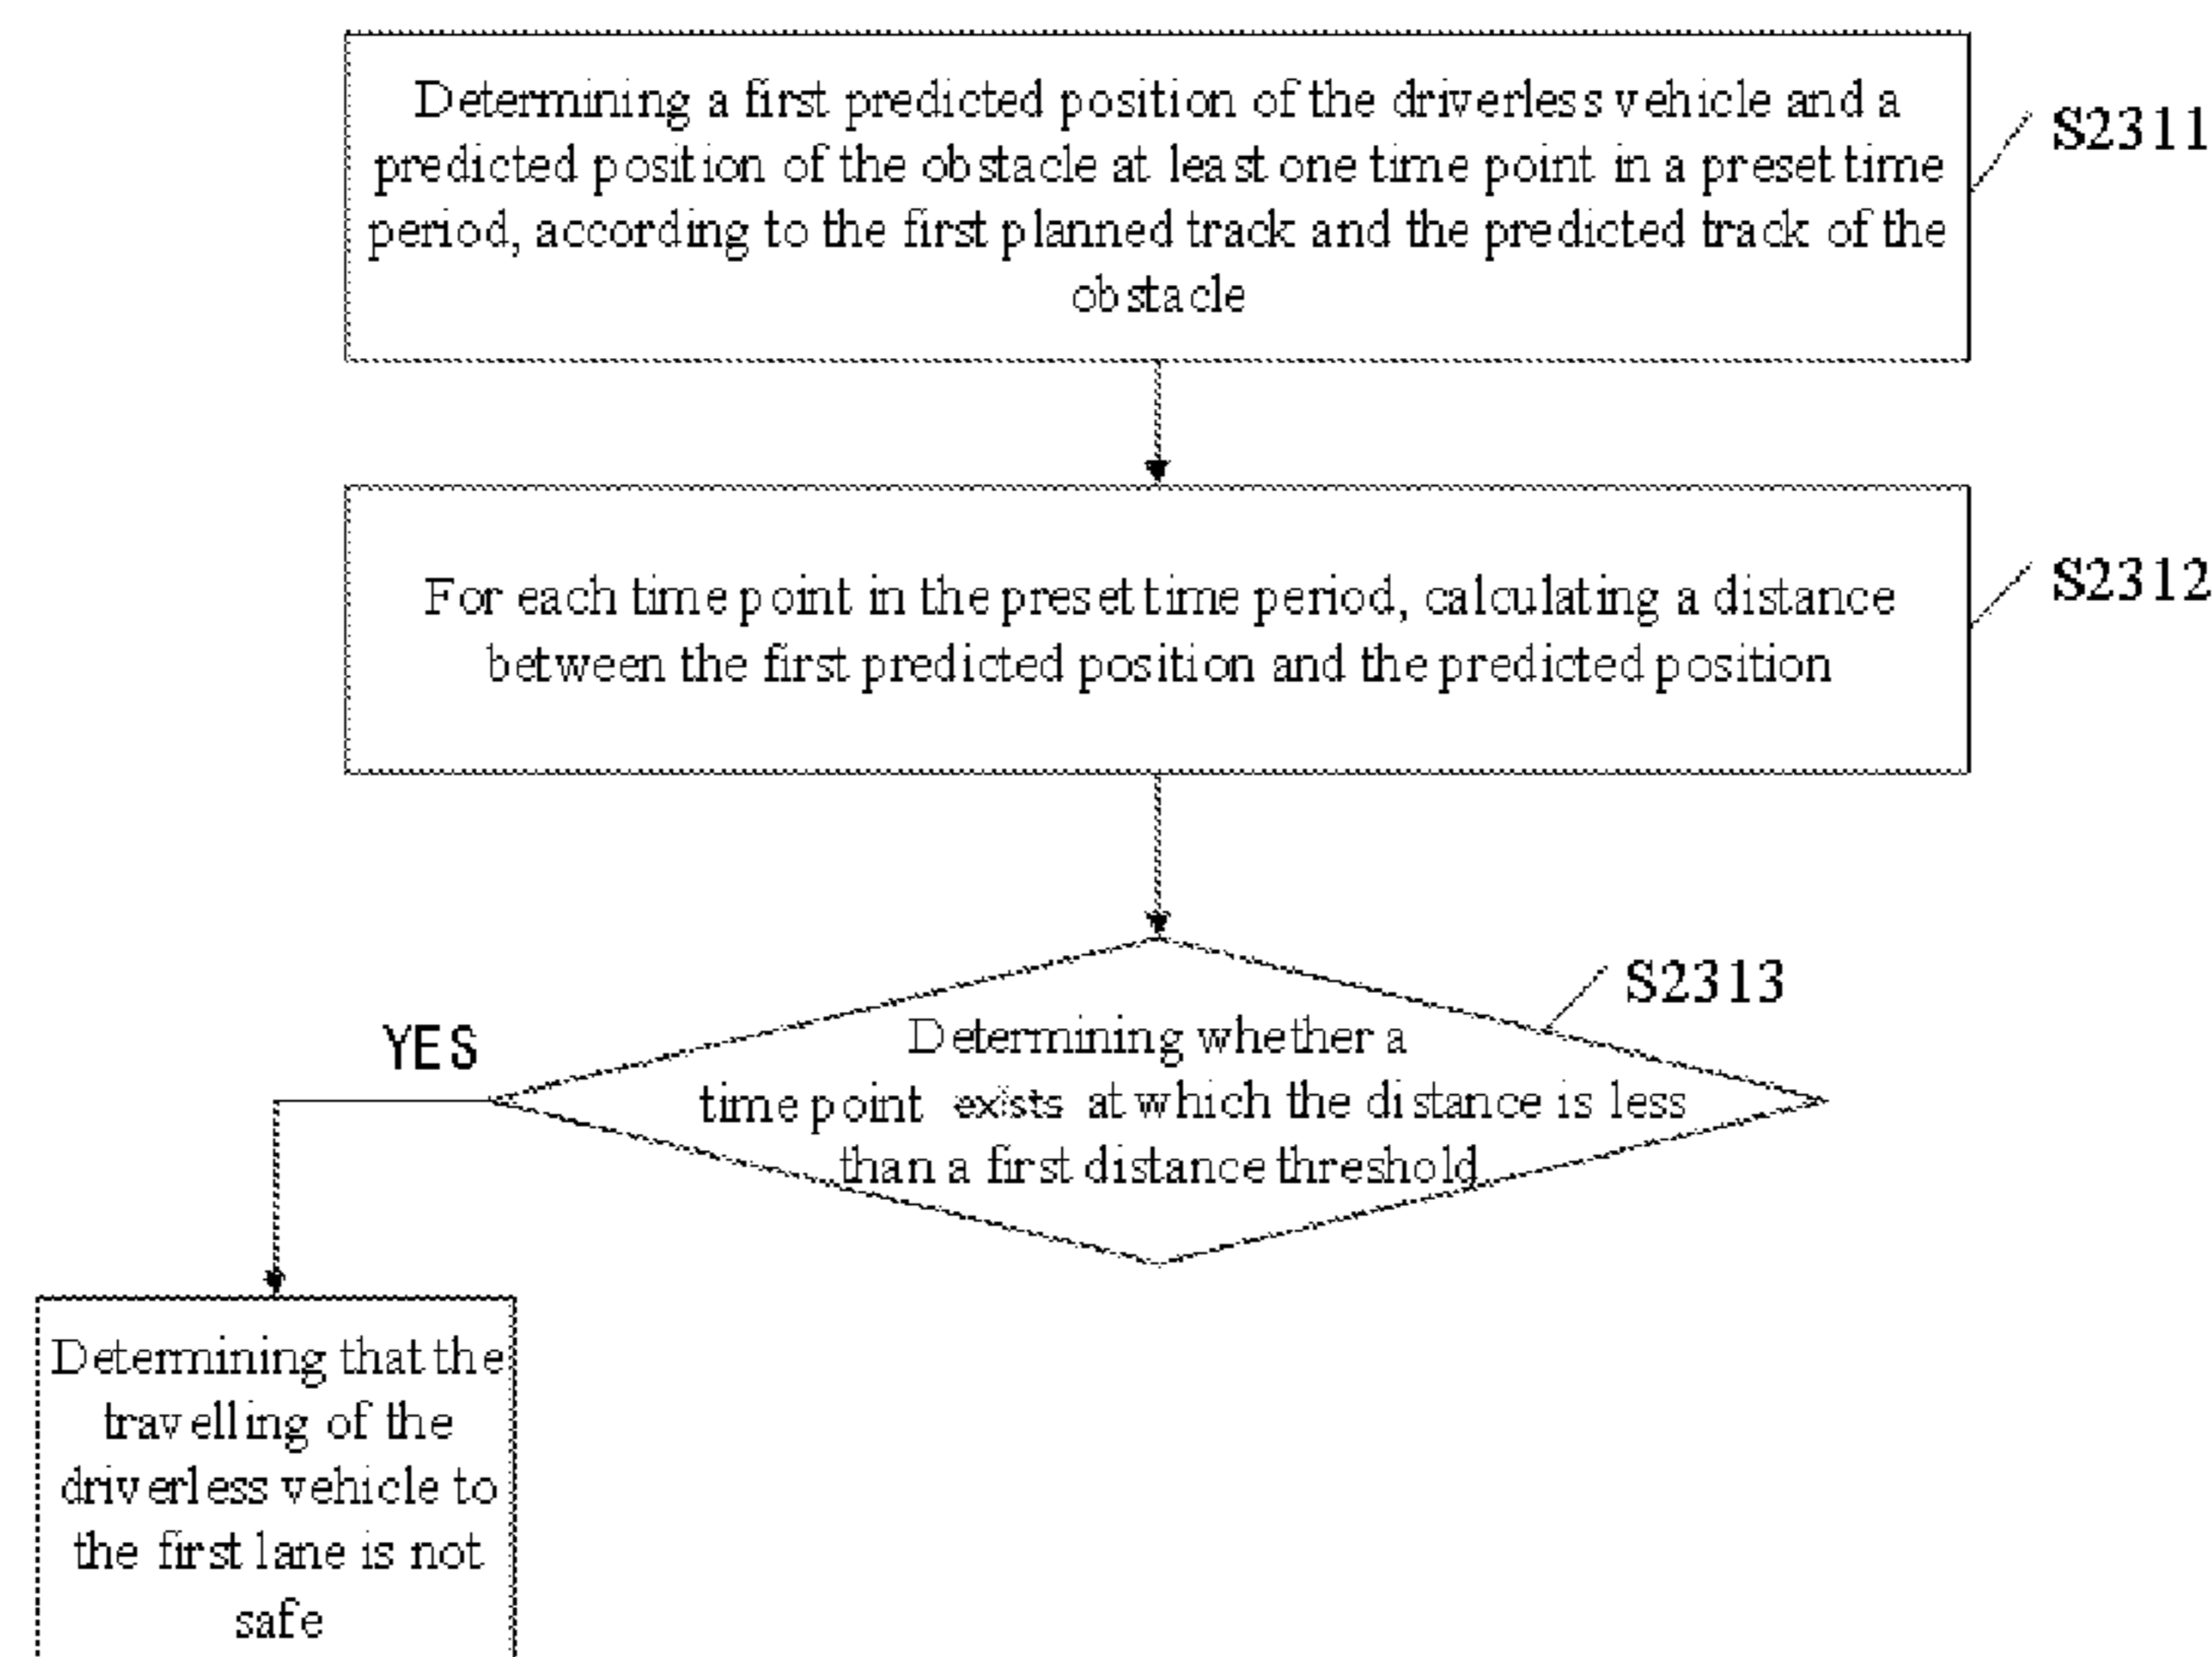 Determining a first predicted position of the driverless vehicle and a
predicted position of the obstacle at least one time point in a preset time
period, according to the first planned track and the predicted track of the
obstacle
S2311
For each time point in the preset time period, calculating a distance
between the first predicted position and the predicted position
S2312
S2313
Determining whether a
time point exists at which the distance is less
than a first distance threshold
YES
Determining that the
travelling of the
driverless vehicle to
the first lane is not
safe